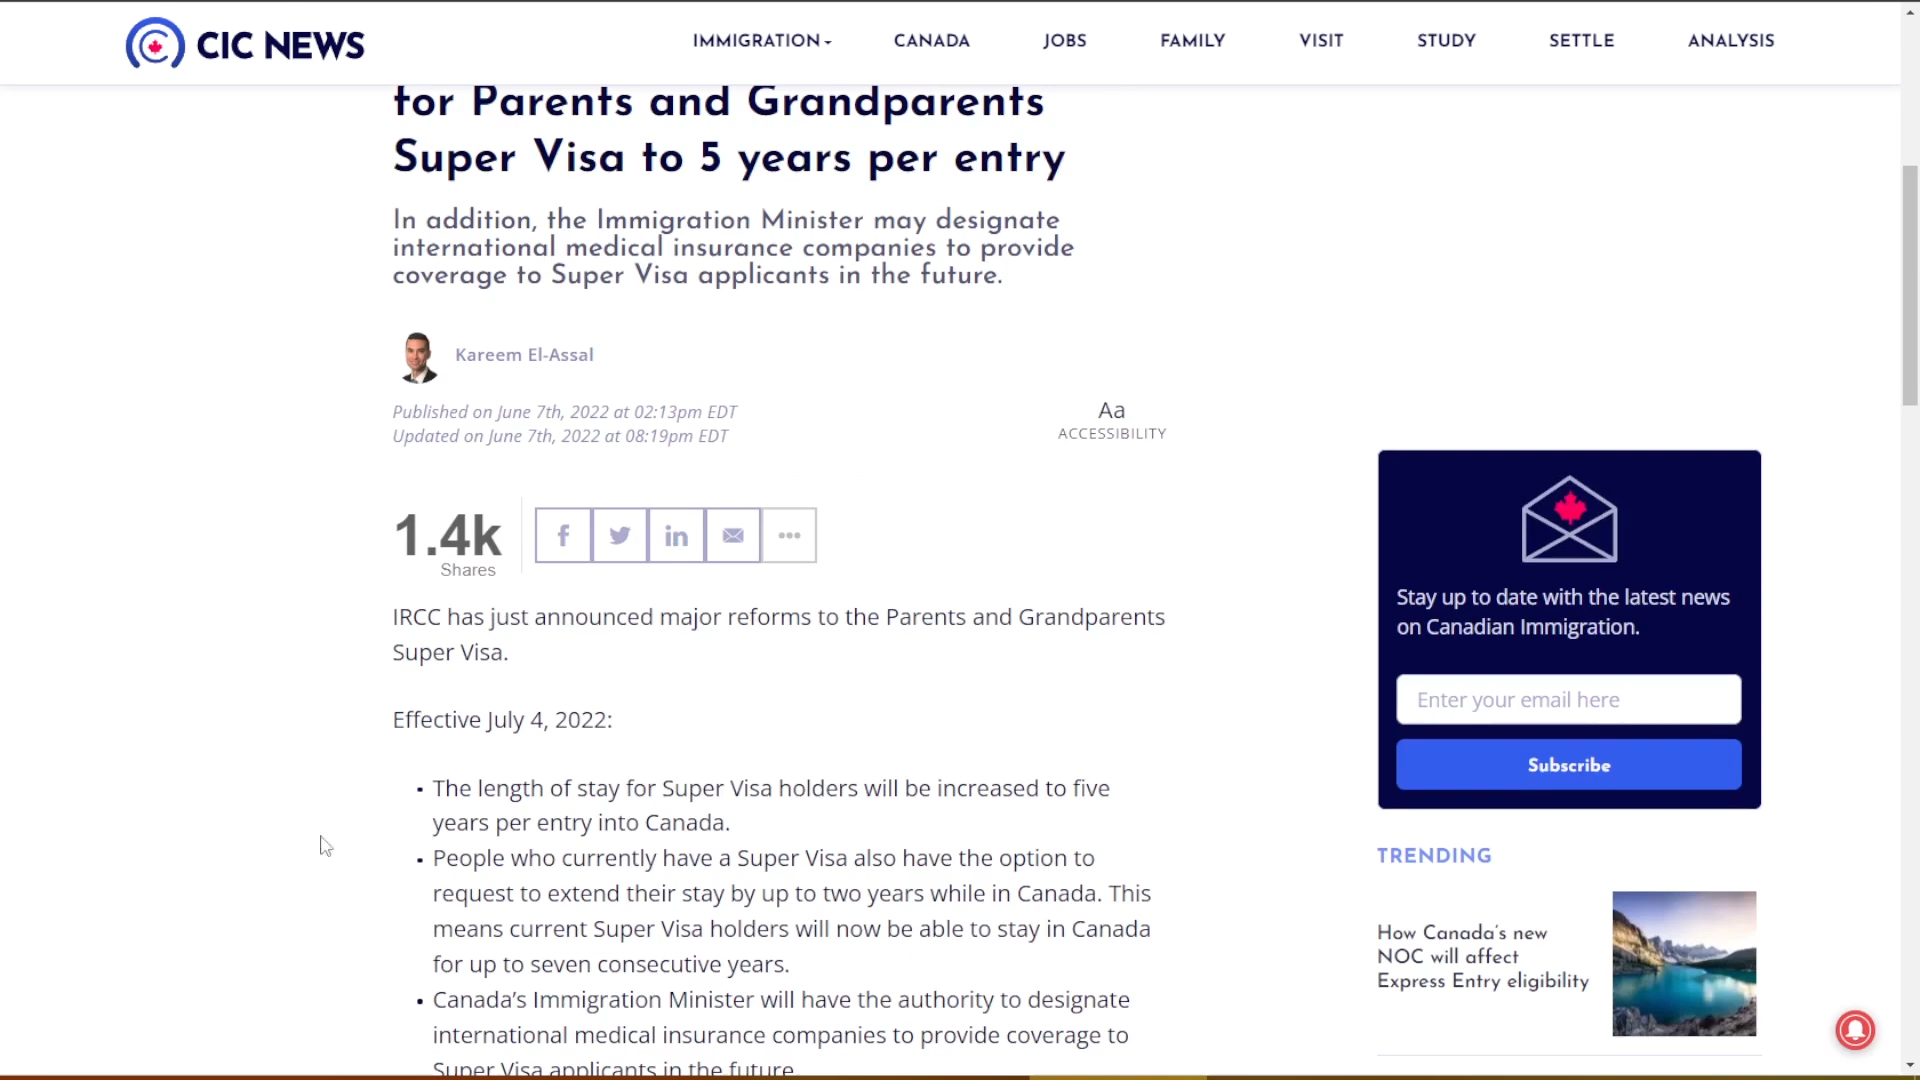 CIC NEWS
IMMIGRATION
CANADA
JOBS
FAMILY
VISIT
STUDY
SETTLE
ANALYSIS
for Parents and Grandparents
Super Visa to 5 years per entry
In addition, the Immigration Minister may designate
international medical insurance companies to provide
coverage to Super Visa applicants in the future.
Kareem El-Assal
Published on June 7th, 2022 at 02:13pm EDT
Updated on June 7th, 2022 at 08:19pm EDT
Aa
ACCESSIBILITY
1.4k
Shares
IRCC has just announced major reforms to the Parents and Grandparents
Super Visa.
Effective July 4, 2022:
• The length of stay for Super Visa holders will be increased to five
years per entry into Canada.
• People who currently have a Super Visa also have the option to
request to extend their stay by up to two years while in Canada. This
means current Super Visa holders will now be able to stay in Canada
for up to seven consecutive years.
• Canada's Immigration Minister will have the authority to designate
international medical insurance companies to provide coverage to
Super Visa applicants in the future.
Stay up to date with the latest news
on Canadian Immigration.
Enter your email here
Subscribe
TRENDING
How Canada's new
NOC will affect
Express Entry eligibility